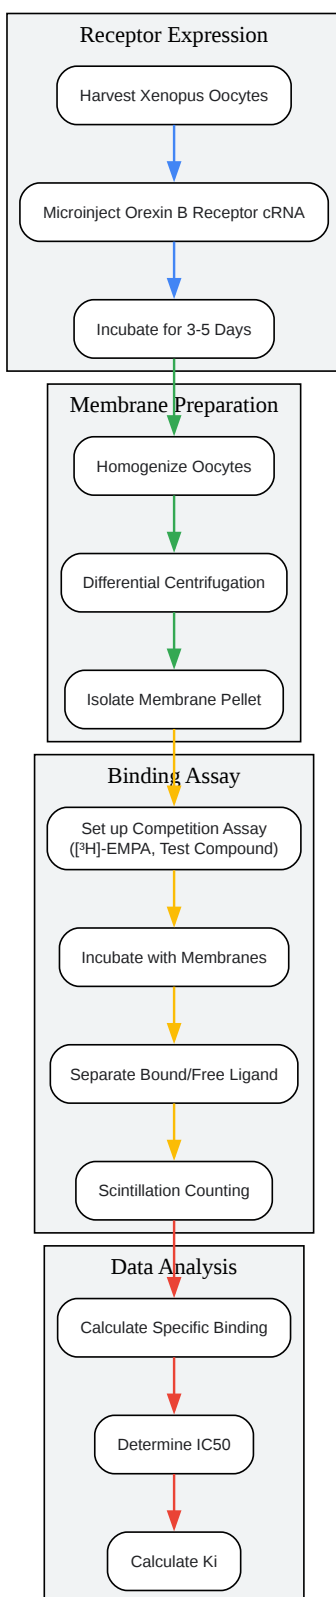 Receptor Expression
Harvest Xenopus Oocytes
Microinject Orexin B Receptor cRNA
Incubate for 3-5 Days
Membrane Preparation
Homogenize Oocytes
Differential Centrifugation
Isolate Membrane Pellet
Binding Assay
Set up Competition Assay
([³H]-EMPA, Test Compound)
Incubate with Membranes
Separate Bound/Free Ligand
Scintillation Counting
Data Analysis
Calculate Specific Binding
Determine IC50
Calculate Ki